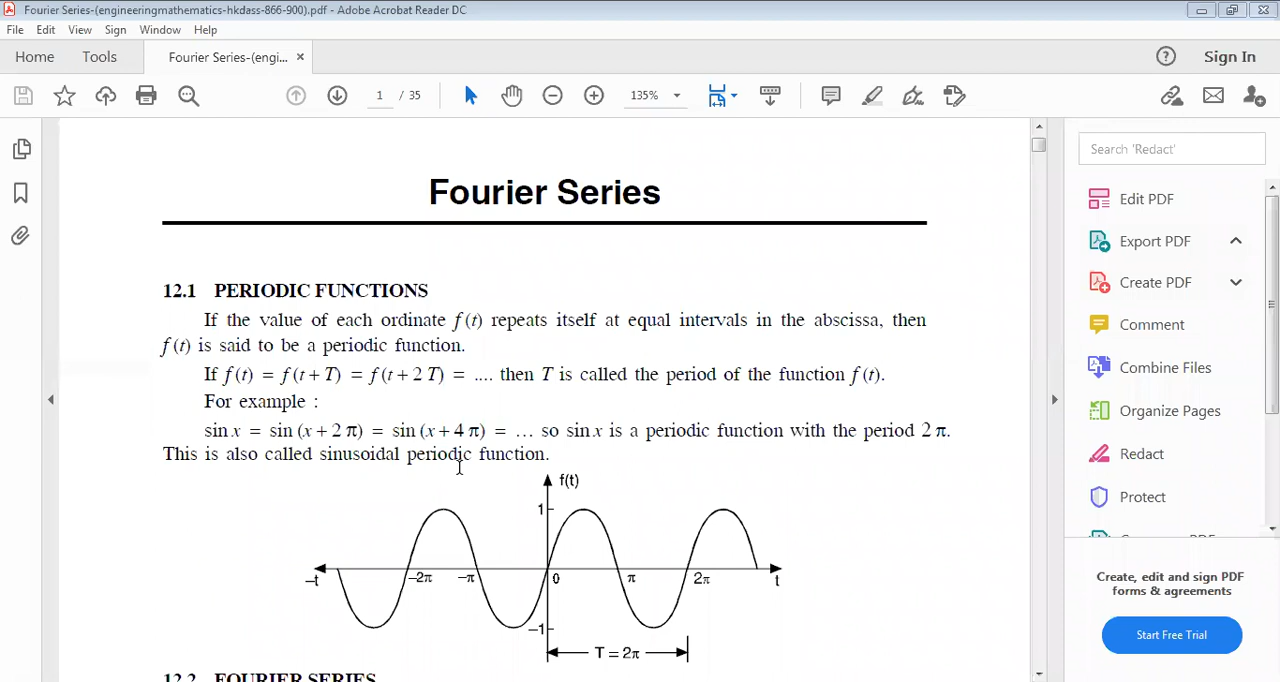 Fourier Series-(engineeringmathematics-hkdass-866-900).pdf - Adobe Acrobat Reader DC
File Edit View Sign Window Help
Home Tools Fourier Series-(engi... × Sign In
1 / 35 135%
Search 'Redact'
Edit PDF
Export PDF
Create PDF
Comment
Combine Files
Organize Pages
Redact
Protect
Create, edit and sign PDF
forms & agreements
Start Free Trial
Fourier Series
12.1 PERIODIC FUNCTIONS
If the value of each ordinate f (t) repeats itself at equal intervals in the abscissa, then
f (t) is said to be a periodic function.
If f (t) = f (t + T) = f (t + 2 T) = .... then T is called the period of the function f (t).
For example :
sin x = sin (x + 2 π) = sin (x + 4 π) = … so sin x is a periodic function with the period 2 π.
This is also called sinusoidal periodic function.
f(t)
1
–t –2π –π 0 π 2π t
–1
T = 2π
12.2 FOURIER SERIES